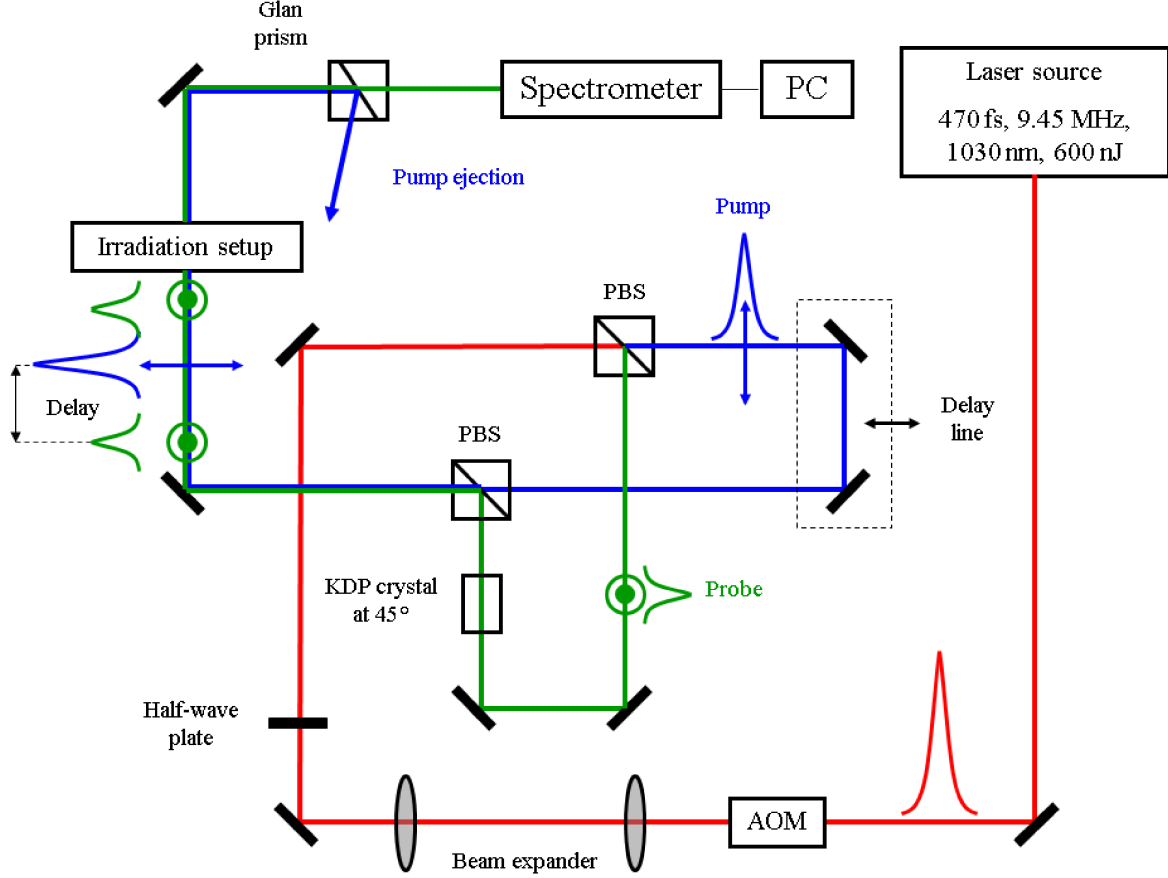 Glan
prism
Laser source
470 fs, 9.45 MHz,
1030 nm, 600 nJ
Spectrometer
PC
Pump ejection
Pump
Irradiation setup
PBS
Delay
Delay
line
PBS
KDP crystal
at 45°
Probe
Half-wave
plate
AOM
Beam expander